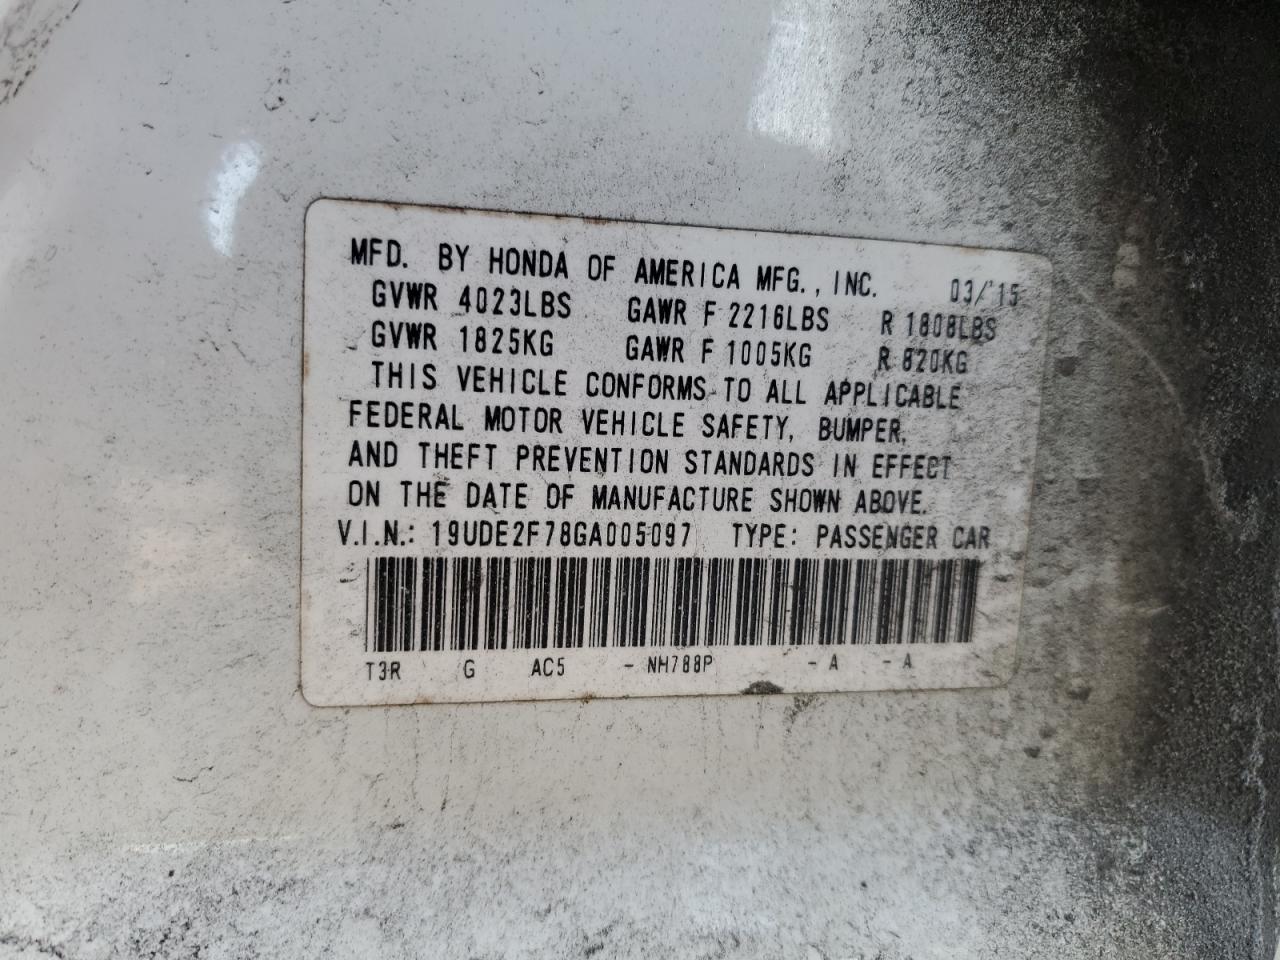 MFD. BY HONDA OF AMERICA MFG., INC. 03/'15
GVWR 4023LBS GAWR F 2216LBS R 1808LBS
GVWR 1825KG GAWR F 1005KG R 820KG
THIS VEHICLE CONFORMS TO ALL APPLICABLE
FEDERAL MOTOR VEHICLE SAFETY, BUMPER,
AND THEFT PREVENTION STANDARDS IN EFFECT
ON THE DATE OF MANUFACTURE SHOWN ABOVE.
V.I.N.: 19UDE2F78GA005097 TYPE: PASSENGER CAR
T3R G AC5 - NH788P - A - A